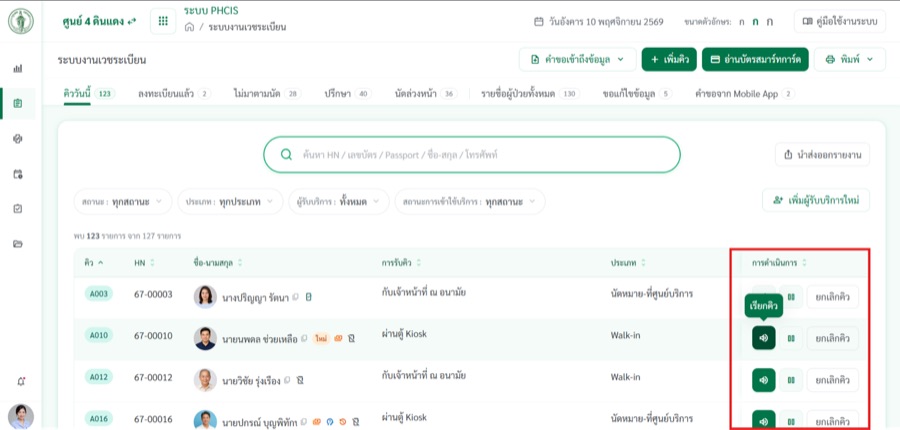 ศูนย์ 4 ดินแดง
ระบบ PHCIS
/ ระบบงานเวชระเบียน
วันอังคาร 10 พฤศจิกายน 2569
ขนาดตัวอักษร: ก ก ก
คู่มือใช้งานระบบ
ระบบงานเวชระเบียน
คำขอเข้าถึงข้อมูล
+ เพิ่มคิว
อ่านบัตรสมาร์ทการ์ด
พิมพ์
คิววันนี้ 123
ลงทะเบียนแล้ว 2
ไม่มาตามนัด 28
ปรึกษา 40
นัดล่วงหน้า 36
รายชื่อผู้ป่วยทั้งหมด 130
ขอแก้ไขข้อมูล 5
คำขอจาก Mobile App 2
ค้นหา HN / เลขบัตร / Passport / ชื่อ-สกุล / โทรศัพท์
นำส่งออกรายงาน
สถานะ : ทุกสถานะ
ประเภท : ทุกประเภท
ผู้รับบริการ : ทั้งหมด
สถานะการเข้าใช้บริการ : ทุกสถานะ
เพิ่มผู้รับบริการใหม่
พบ 123 รายการ จาก 127 รายการ
คิว HN ชื่อ-นามสกุล การรับคิว ประเภท การดำเนินการ
A003 67-00003 นางปริญญา รัตนา กับเจ้าหน้าที่ ณ อนามัย นัดหมาย-ที่ศูนย์บริการ ยกเลิกคิว
เรียกคิว
A010 67-00010 นายนพดล ช่วยเหลือ ใหม่ ผ่านตู้ Kiosk Walk-in ยกเลิกคิว
A012 67-00012 นายวิชัย รุ่งเรือง กับเจ้าหน้าที่ ณ อนามัย Walk-in ยกเลิกคิว
A016 67-00016 นายปกรณ์ บุญพิทักา ผ่านตู้ Kiosk นัดหมาย-ที่ศูนย์บริการ ยกเลิกคิว